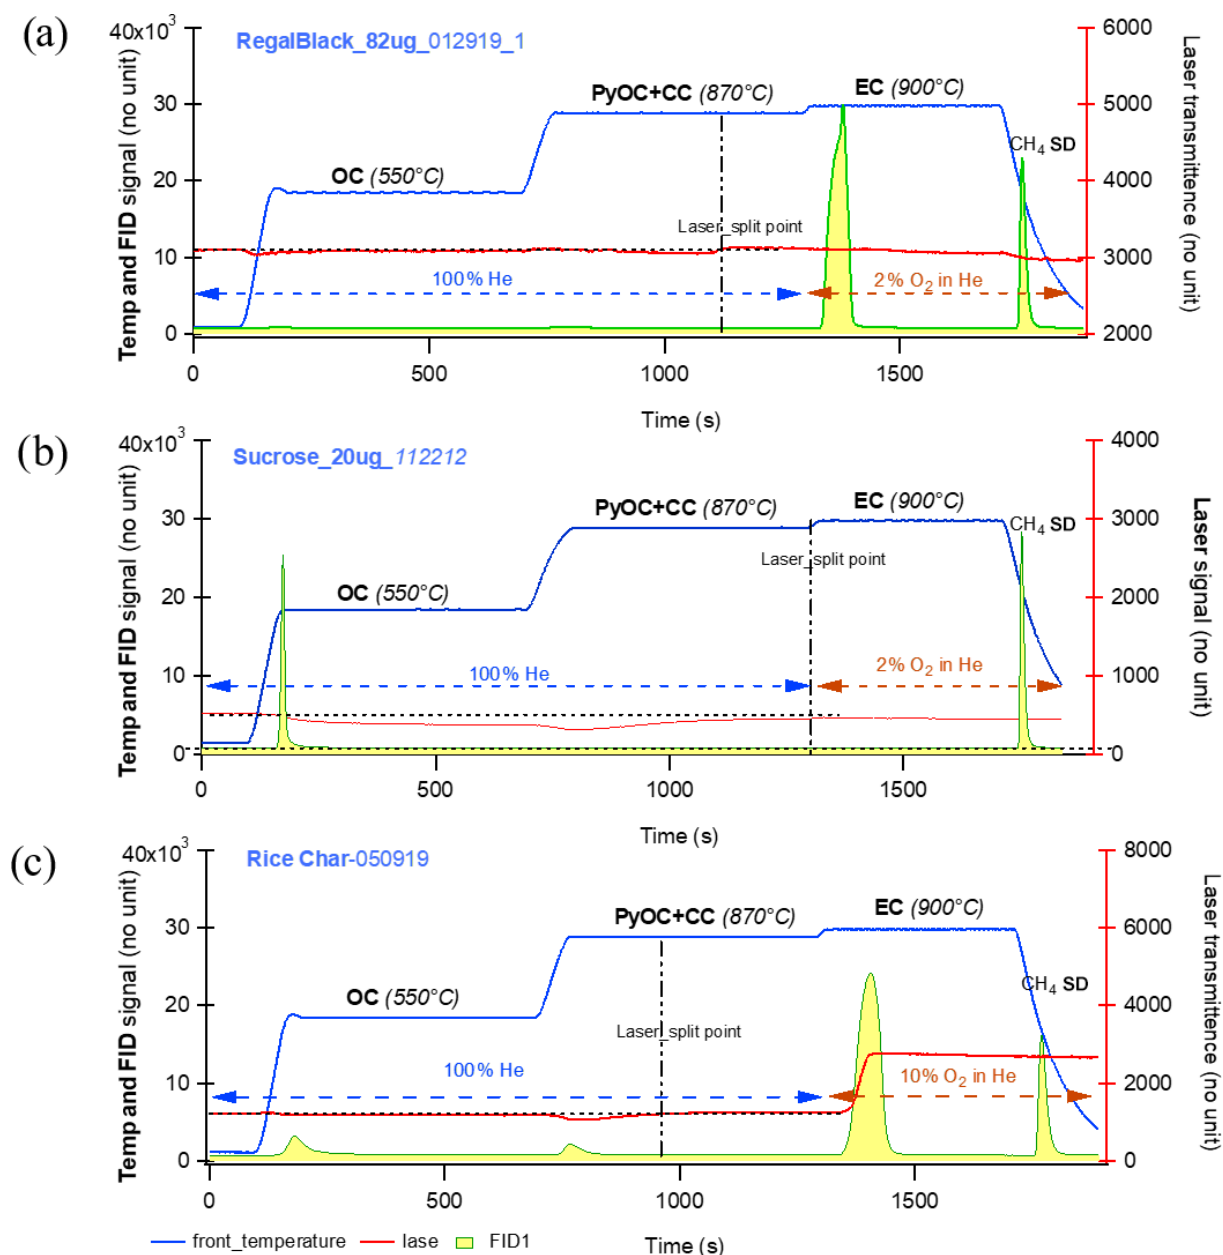 (a)
40x10³
30
20
10
0
Temp and FID signal (no unit)
RegalBlack_82ug_012919_1
OC (550°C)
PyOC+CC (870°C)
EC (900°C)
CH₄ SD
Laser_split point
100% He
2% O₂ in He
6000
5000
4000
3000
2000
Laser transmittence (no unit)
0
500
1000
1500
Time (s)
(b)
40x10³
30
20
10
0
Temp and FID signal (no unit)
Sucrose_20ug_112212
OC (550°C)
PyOC+CC (870°C)
EC (900°C)
CH₄ SD
Laser_split point
100% He
2% O₂ in He
4000
3000
2000
1000
0
Laser signal (no unit)
0
500
1000
1500
Time (s)
(c)
40x10³
30
20
10
0
Temp and FID signal (no unit)
Rice Char-050919
OC (550°C)
PyOC+CC (870°C)
EC (900°C)
CH₄ SD
Laser_split point
100% He
10% O₂ in He
8000
6000
4000
2000
0
Laser transmittence (no unit)
0
500
1000
1500
Time (s)
front_temperature
lase
FID1